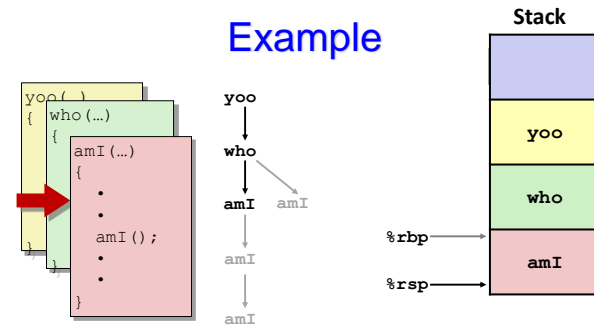 Example
Stack
yoo(…)
{
}
who(…)
{
}
amI(…)
{
•
•
amI();
•
•
}
yoo
who
amI amI
amI
amI
yoo
who
%rbp
amI
%rsp